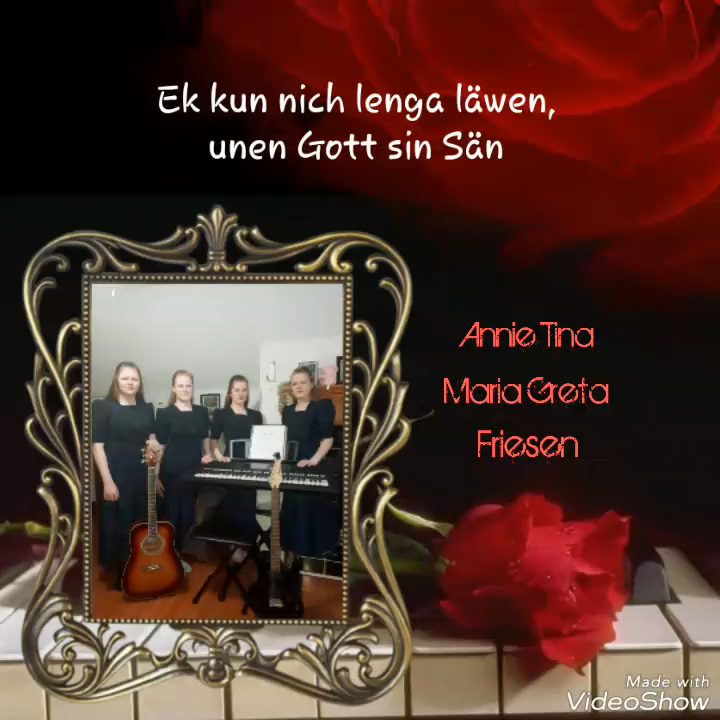 Ek kun nich lenga läwen,
unen Gott sin Sän
Annie Tina
Maria Greta
Friesen
Made with
VideoShow